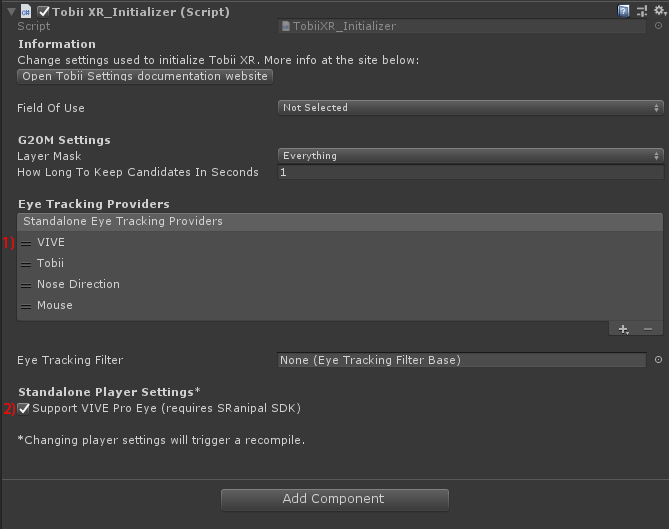 Tobii XR_Initializer (Script)
Script TobiiXR_Initializer
Information
Change settings used to initialize Tobii XR. More info at the site below:
Open Tobii Settings documentation website
Field Of Use Not Selected
G2OM Settings
Layer Mask Everything
How Long To Keep Candidates In Seconds 1
Eye Tracking Providers
Standalone Eye Tracking Providers
1) VIVE
Tobii
Nose Direction
Mouse
Eye Tracking Filter None (Eye Tracking Filter Base)
Standalone Player Settings*
2) Support VIVE Pro Eye (requires SRanipal SDK)
*Changing player settings will trigger a recompile.
Add Component